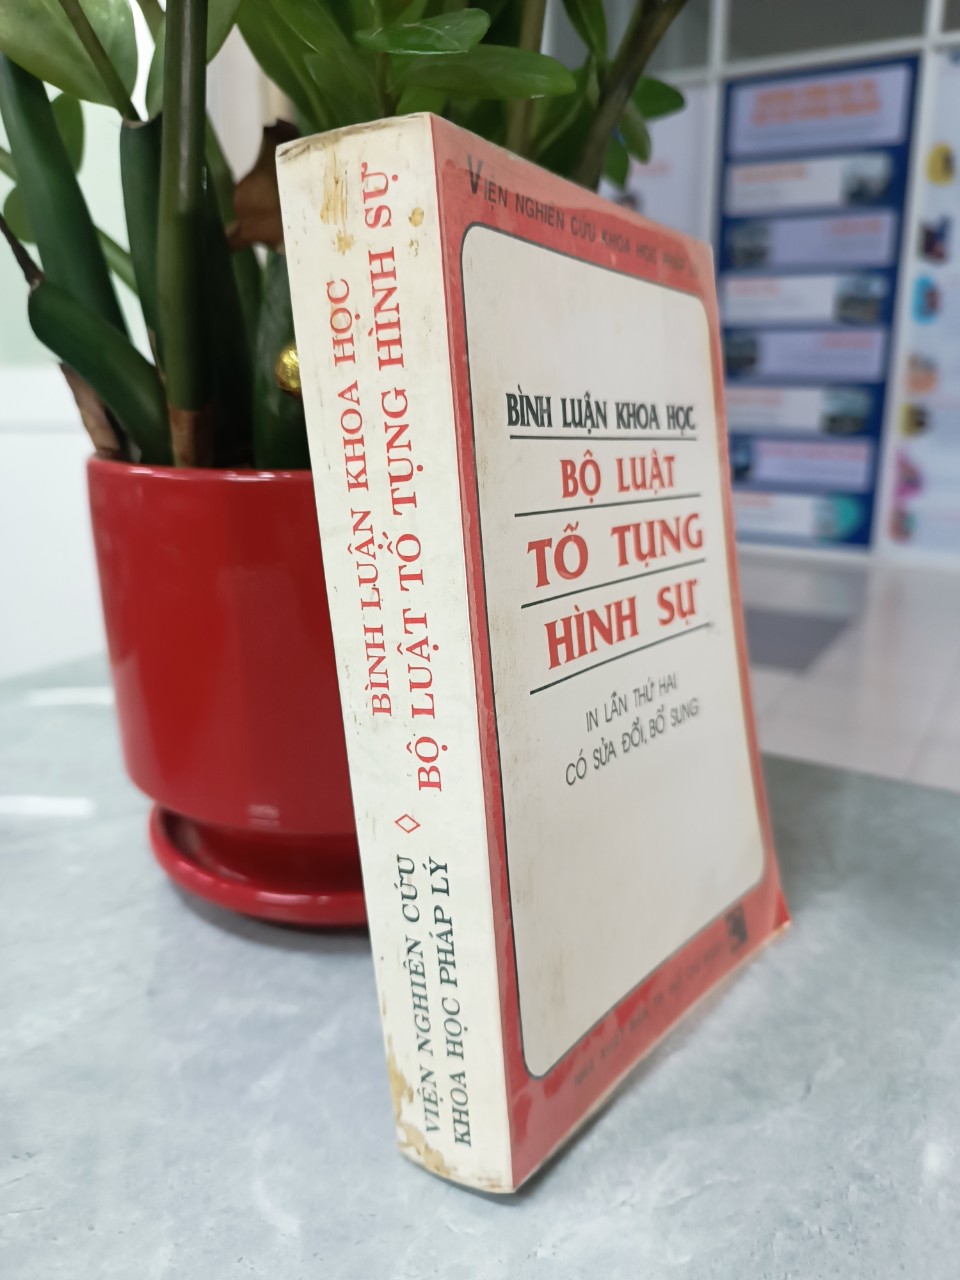 BÌNH LUẬN KHOA HỌC
BỘ LUẬT TỐ TỤNG HÌNH SỰ
VIỆN NGHIÊN CỨU
KHOA HỌC PHÁP LÝ
VIỆN NGHIÊN CỨU KHOA HỌC PHÁP LÝ
BÌNH LUẬN KHOA HỌC
BỘ LUẬT
TỐ TỤNG
HÌNH SỰ
IN LẦN THỨ HAI
CÓ SỬA ĐỔI, BỔ SUNG